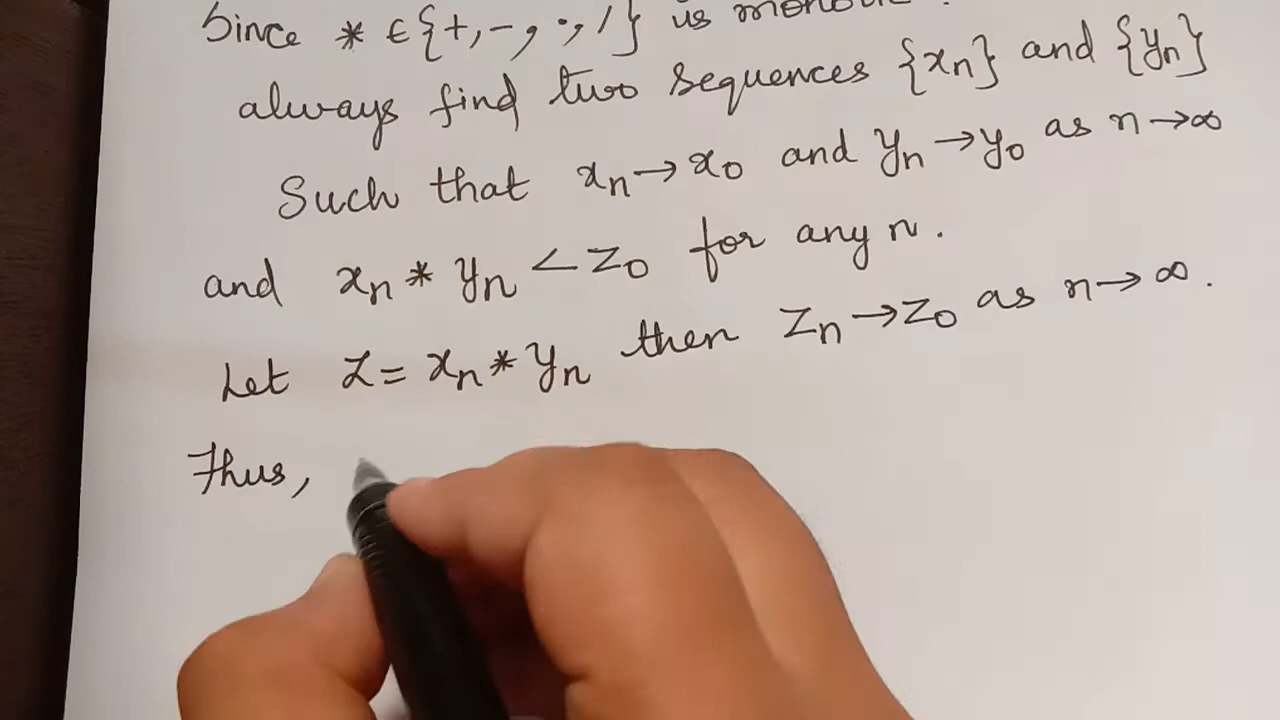 Since * ∈ {+, -, ·, /} is
always find two sequences {xn} and {yn}
Such that xn → x0 and yn → y0 as n → ∞
and xn * yn < z0 for any n.
Let z = xn * yn then zn → z0 as n → ∞.
Thus,